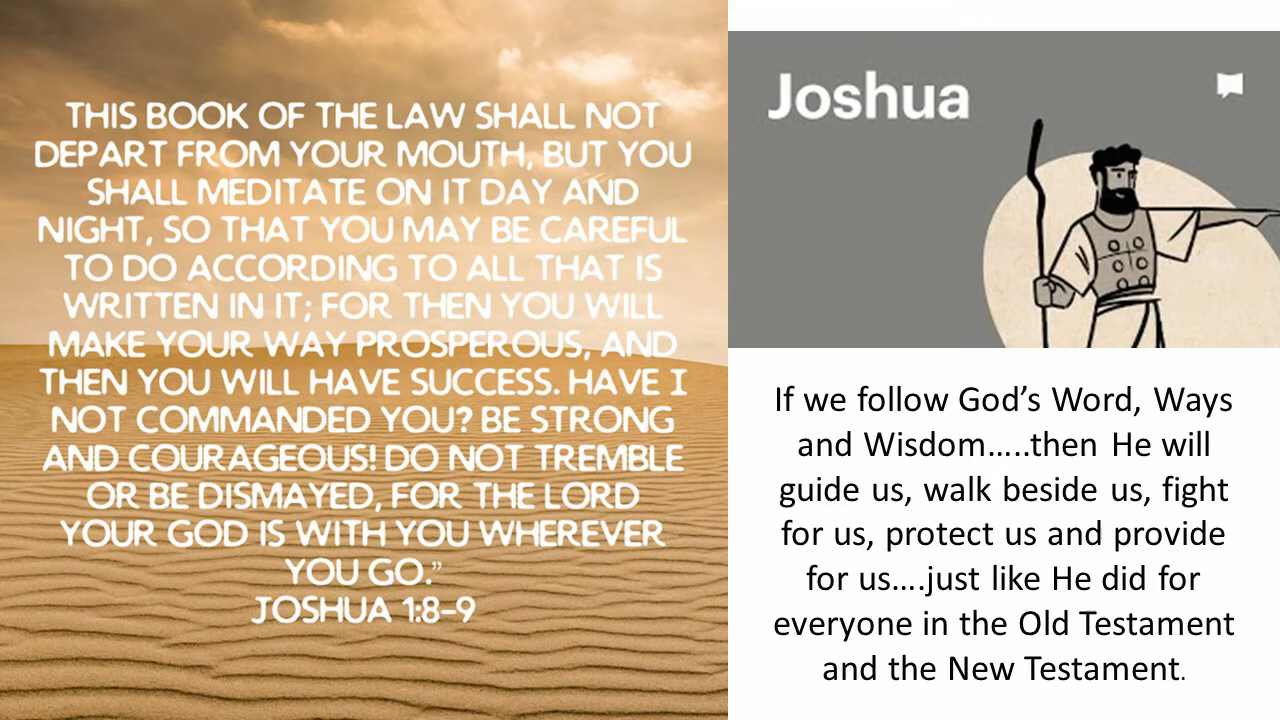 THIS BOOK OF THE LAW SHALL NOT
DEPART FROM YOUR MOUTH, BUT YOU
SHALL MEDITATE ON IT DAY AND
NIGHT, SO THAT YOU MAY BE CAREFUL
TO DO ACCORDING TO ALL THAT IS
WRITTEN IN IT; FOR THEN YOU WILL
MAKE YOUR WAY PROSPEROUS, AND
THEN YOU WILL HAVE SUCCESS. HAVE I
NOT COMMANDED YOU? BE STRONG
AND COURAGEOUS! DO NOT TREMBLE
OR BE DISMAYED, FOR THE LORD
YOUR GOD IS WITH YOU WHEREVER
YOU GO.”
JOSHUA 1:8-9
Joshua
If we follow God’s Word, Ways
and Wisdom…..then He will
guide us, walk beside us, fight
for us, protect us and provide
for us….just like He did for
everyone in the Old Testament
and the New Testament.